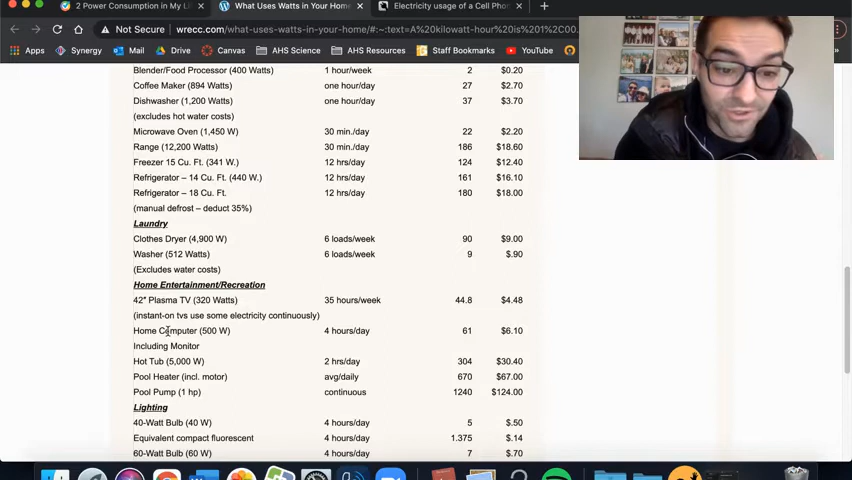 2 Power Consumption in My Li
What Uses Watts in your Home
Electricity usage of a Cell Pho
Not Secure
wrecc.com/what-uses-watts-in-your-home/#:~:text=A%20kilowatt-hour%20is%201%2C00.
Apps Synergy Mail Drive Canvas AHS Science AHS Resources Staff Bookmarks YouTube
Blender/Food Processor (400 Watts) 1 hour/week 2 $0.20
Coffee Maker (894 Watts) one hour/day 27 $2.70
Dishwasher (1,200 Watts) one hour/day 37 $3.70
(excludes hot water costs)
Microwave Oven (1,450 W) 30 min./day 22 $2.20
Range (12,200 Watts) 30 min./day 186 $18.60
Freezer 15 Cu. Ft. (341 W.) 12 hrs/day 124 $12.40
Refrigerator – 14 Cu. Ft. (440 W.) 12 hrs/day 161 $16.10
Refrigerator – 18 Cu. Ft. 12 hrs/day 180 $18.00
(manual defrost – deduct 35%)
Laundry
Clothes Dryer (4,900 W) 6 loads/week 90 $9.00
Washer (512 Watts) 6 loads/week 9 $.90
(Excludes water costs)
Home Entertainment/Recreation
42″ Plasma TV (320 Watts) 35 hours/week 44.8 $4.48
(instant-on tvs use some electricity continuously)
Home Computer (500 W) 4 hours/day 61 $6.10
Including Monitor
Hot Tub (5,000 W) 2 hrs/day 304 $30.40
Pool Heater (incl. motor) avg/daily 670 $67.00
Pool Pump (1 hp) continuous 1240 $124.00
Lighting
40-Watt Bulb (40 W) 4 hours/day 5 $.50
Equivalent compact fluorescent 4 hours/day 1.375 $.14
60-Watt Bulb (60 W) 4 hours/day 7 $.70